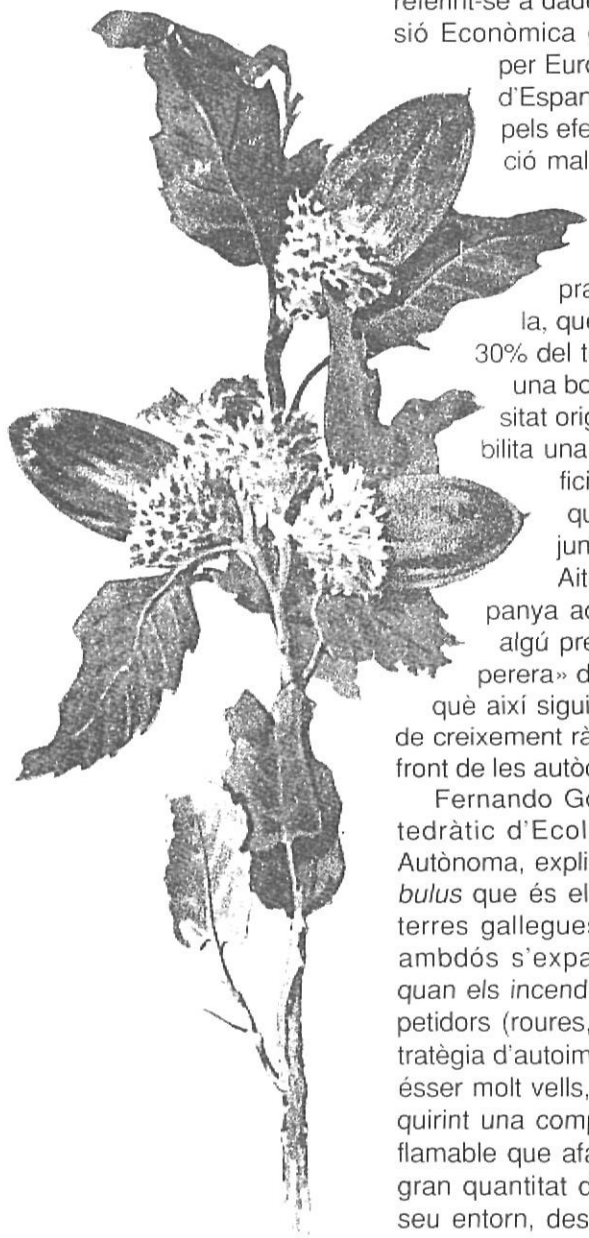 referint-se a dade
sió Econòmica
per Euro
d'Espan
pels efe
ció mal
pra
la, que
30% del t
una bo
sitat orig
bilita una
fici
qu
jun
Ait
panya ac
algú pre
perera» d
què així sigui
de creixement rà
front de les autòc
Fernando Go
tedràtic d'Ecol
Autònoma, expli
bulus que és el
terres gallegues
ambdós s'expa
quan els incend
petidors (roures,
tratègia d'autoim
ésser molt vells,
quirint una comp
flamable que afa
gran quantitat d
seu entorn, des